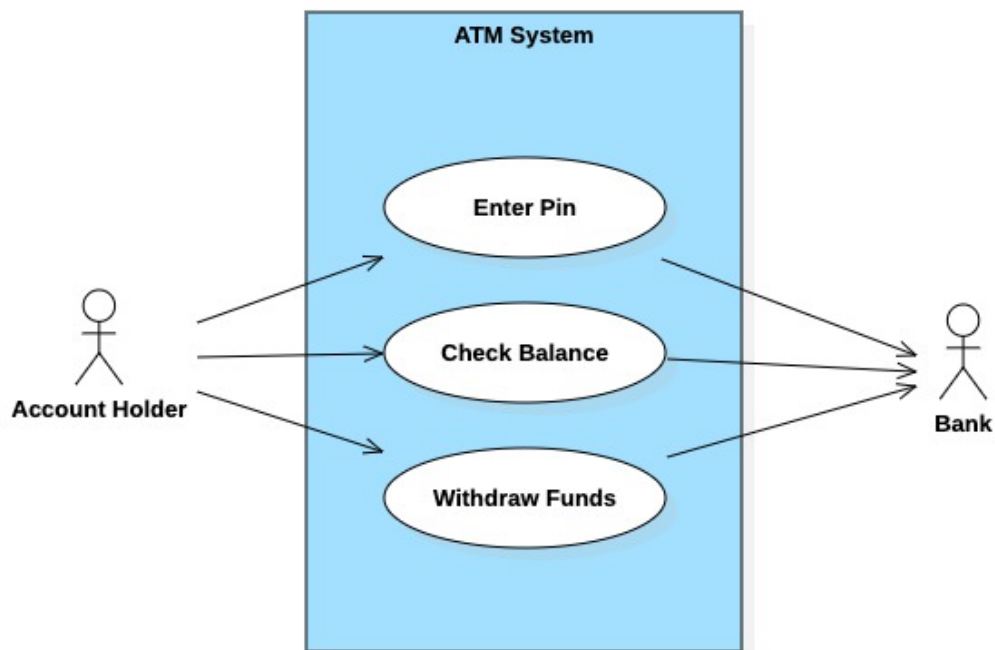 ATM System
Enter Pin
Check Balance
Withdraw Funds
Account Holder
Bank